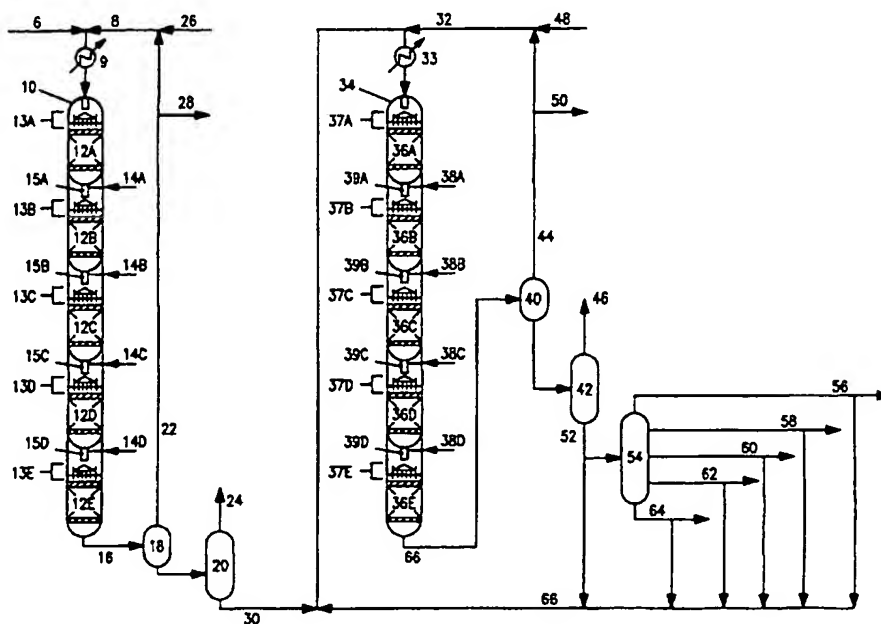 6 8 26 32 48
9 33
10 28 34 50
13A 37A
12A 36A
15A 14A 39A 38A
13B 37B
12B 36B 44
15B 14B 39B 38B
13C 37C 40 46
12C 36C
15C 14C 39C 38C 42
13D 37D 56
12D 22 36D 52 58
15D 14D 39D 38D 54 60
13E 37E 62
12E 24 36E 64
16 18 66
20
30 66